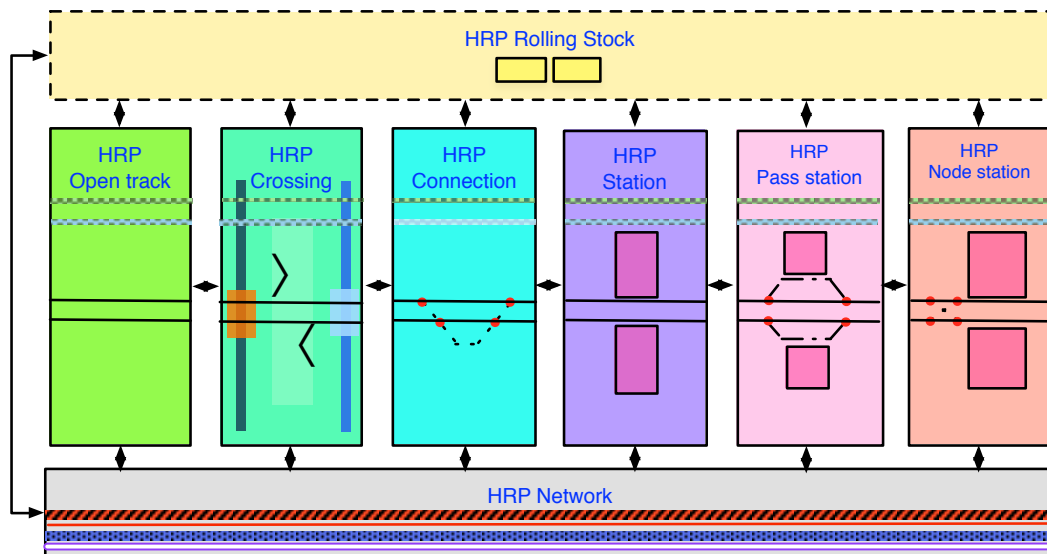 HRP Rolling Stock
HRP
Open track
HRP
Crossing
HRP
Connection
HRP
Station
HRP
Pass station
HRP
Node station
HRP Network